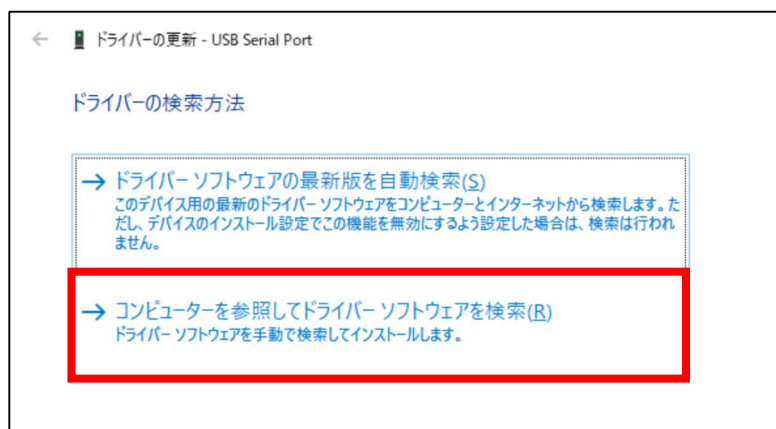 ← ドライバーの更新 - USB Serial Port
ドライバーの検索方法
→ ドライバー ソフトウェアの最新版を自動検索(S)
このデバイス用の最新のドライバー ソフトウェアをコンピューターとインターネットから検索します。た
だし、デバイスのインストール設定でこの機能を無効にするよう設定した場合は、検索は行われ
ません。
→ コンピューターを参照してドライバー ソフトウェアを検索(R)
ドライバー ソフトウェアを手動で検索してインストールします。